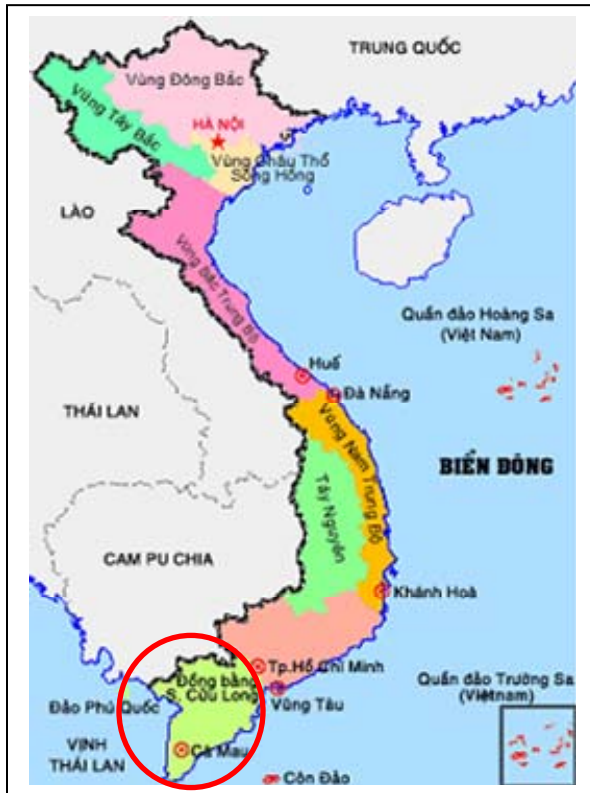 TRUNG QUỐC
Vùng Đông Bắc
Vùng Tây Bắc
HÀ NỘI
Vùng Châu Thổ
Sông Hồng
LÀO
Vùng Bắc Trung Bộ
Quần đảo Hoàng Sa
(Việt Nam)
Huế
Đà Nẵng
THÁI LAN
Vùng Nam Trung Bộ
BIỂN ĐÔNG
Tây Nguyên
CAM PU CHIA
Khánh Hoà
Tp.Hồ Chí Minh
Đồng bằng
S. Cửu Long
Quần đảo Trường Sa
(Việtnam)
Đảo Phú Quốc
Vũng Tàu
VỊNH
THÁI LAN
Cà Mau
Côn Đảo